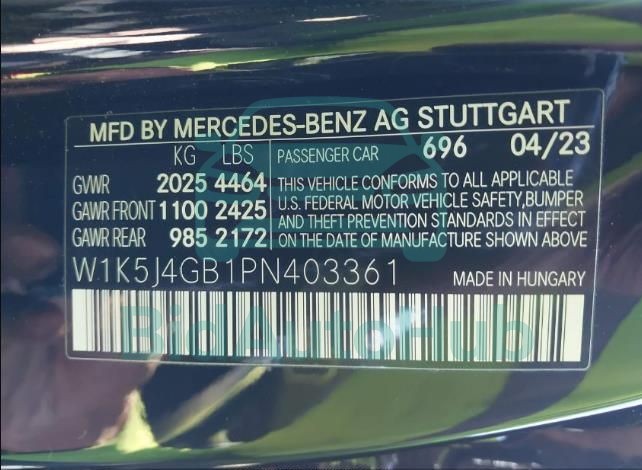 MFD BY MERCEDES-BENZ AG STUTTGART
KG LBS PASSENGER CAR 696 04/23
GVWR 2025 4464
GAWR FRONT 1100 2425
GAWR REAR 985 2172
THIS VEHICLE CONFORMS TO ALL APPLICABLE
U.S. FEDERAL MOTOR VEHICLE SAFETY,BUMPER
AND THEFT PREVENTION STANDARDS IN EFFECT
ON THE DATE OF MANUFACTURE SHOWN ABOVE
W1K5J4GB1PN403361 MADE IN HUNGARY
BidAutoHub